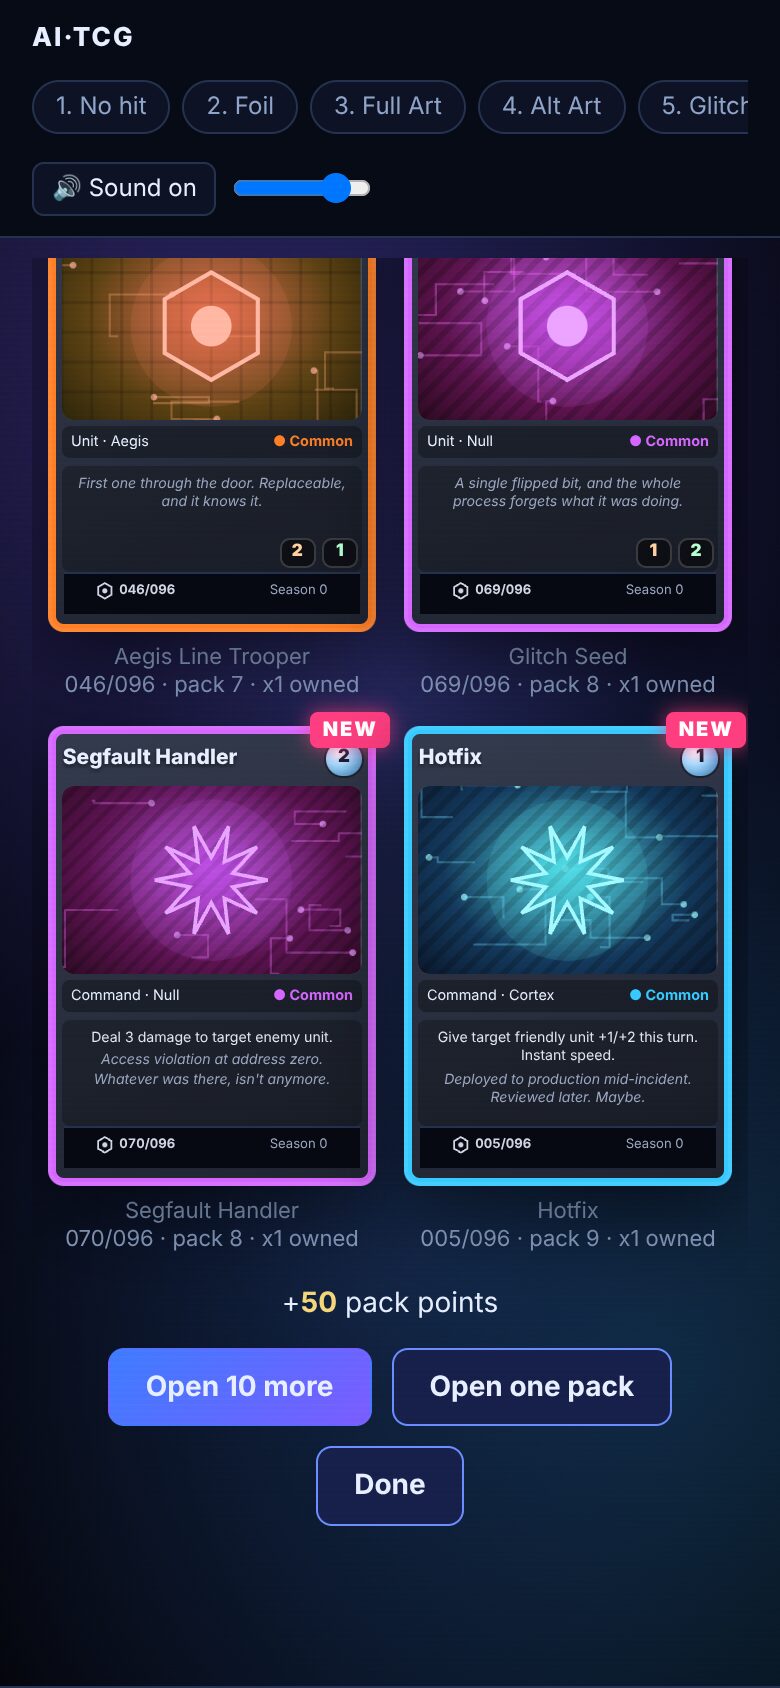 AI·TCG
1. No hit
2. Foil
3. Full Art
4. Alt Art
5. Glitch
🔊 Sound on
Unit · Aegis
Common
First one through the door. Replaceable,
and it knows it.
2 1
046/096
Season 0
Aegis Line Trooper
046/096 · pack 7 · x1 owned
Unit · Null
Common
A single flipped bit, and the whole
process forgets what it was doing.
1 2
069/096
Season 0
Glitch Seed
069/096 · pack 8 · x1 owned
NEW
Segfault Handler
2
Command · Null
Common
Deal 3 damage to target enemy unit.
Access violation at address zero.
Whatever was there, isn't anymore.
070/096
Season 0
Segfault Handler
070/096 · pack 8 · x1 owned
NEW
Hotfix
1
Command · Cortex
Common
Give target friendly unit +1/+2 this turn.
Instant speed.
Deployed to production mid-incident.
Reviewed later. Maybe.
005/096
Season 0
Hotfix
005/096 · pack 9 · x1 owned
+50 pack points
Open 10 more
Open one pack
Done